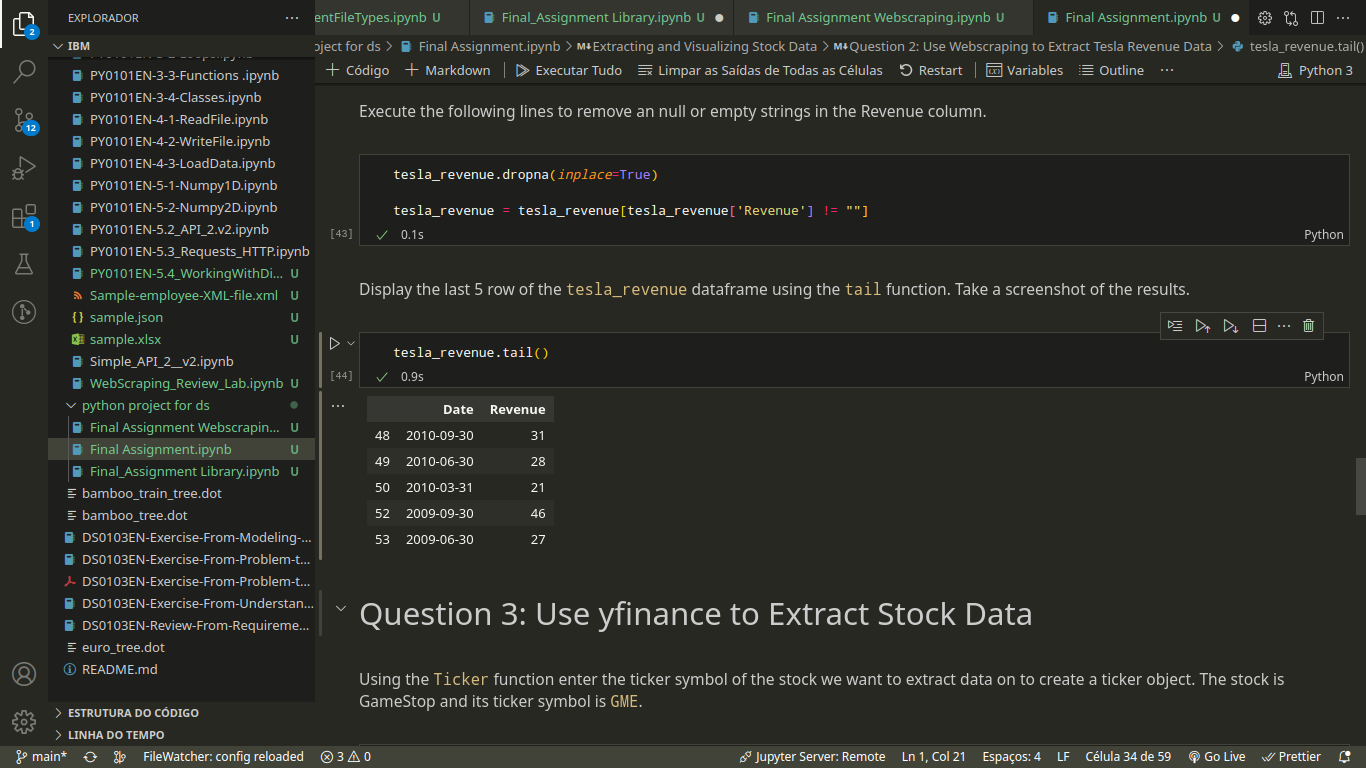 EXPLORADOR
IBM
PY0101EN-3-3-Functions .ipynb
PY0101EN-3-4-Classes.ipynb
PY0101EN-4-1-ReadFile.ipynb
PY0101EN-4-2-WriteFile.ipynb
PY0101EN-4-3-LoadData.ipynb
PY0101EN-5-1-Numpy1D.ipynb
PY0101EN-5-2-Numpy2D.ipynb
PY0101EN-5.2_API_2.v2.ipynb
PY0101EN-5.3_Requests_HTTP.ipynb
PY0101EN-5.4_WorkingWithDi... U
Sample-employee-XML-file.xml U
sample.json U
sample.xlsx U
Simple_API_2__v2.ipynb
WebScraping_Review_Lab.ipynb U
python project for ds
Final Assignment Webscrapin... U
Final Assignment.ipynb U
Final_Assignment Library.ipynb U
bamboo_train_tree.dot
bamboo_tree.dot
DS0103EN-Exercise-From-Modeling-...
DS0103EN-Exercise-From-Problem-t...
DS0103EN-Exercise-From-Problem-t...
DS0103EN-Exercise-From-Understan...
DS0103EN-Review-From-Requireme...
euro_tree.dot
README.md
ESTRUTURA DO CÓDIGO
LINHA DO TEMPO
entFileTypes.ipynb U Final_Assignment Library.ipynb U Final Assignment Webscraping.ipynb U Final Assignment.ipynb U
oject for ds > Final Assignment.ipynb > Extracting and Visualizing Stock Data > Question 2: Use Webscraping to Extract Tesla Revenue Data > tesla_revenue.tail()
+ Código + Markdown Executar Tudo Limpar as Saídas de Todas as Células Restart Variables Outline ... Python 3
Execute the following lines to remove an null or empty strings in the Revenue column.
tesla_revenue.dropna(inplace=True)
tesla_revenue = tesla_revenue[tesla_revenue['Revenue'] != ""]
[43] 0.1s Python
Display the last 5 row of the tesla_revenue dataframe using the tail function. Take a screenshot of the results.
tesla_revenue.tail()
[44] 0.9s Python
Date Revenue
48 2010-09-30 31
49 2010-06-30 28
50 2010-03-31 21
52 2009-09-30 46
53 2009-06-30 27
Question 3: Use yfinance to Extract Stock Data
Using the Ticker function enter the ticker symbol of the stock we want to extract data on to create a ticker object. The stock is
GameStop and its ticker symbol is GME.
2
12
1
main* FileWatcher: config reloaded 3 0 Jupyter Server: Remote Ln 1, Col 21 Espaços: 4 LF Célula 34 de 59 Go Live Prettier